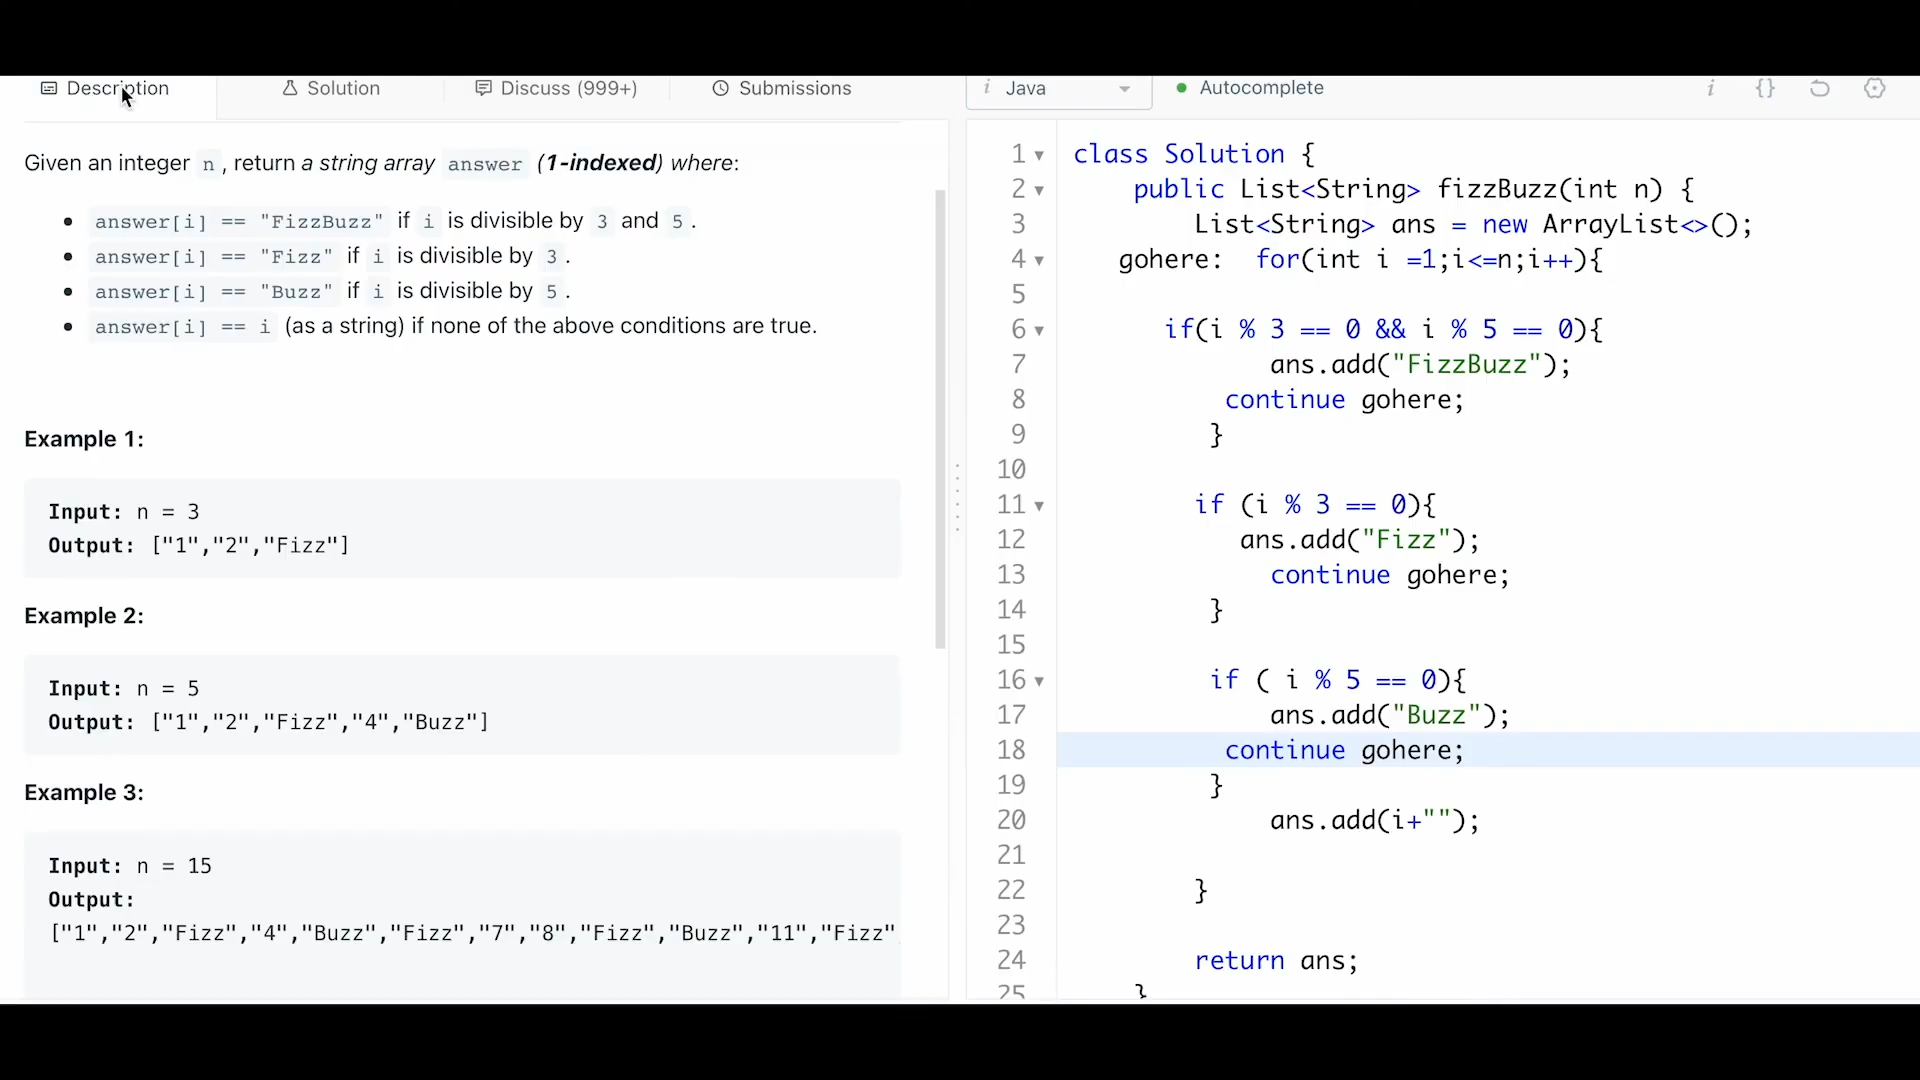 Description Solution Discuss (999+) Submissions
Given an integer n , return a string array answer (1-indexed) where:
• answer[i] == "FizzBuzz" if i is divisible by 3 and 5 .
• answer[i] == "Fizz" if i is divisible by 3 .
• answer[i] == "Buzz" if i is divisible by 5 .
• answer[i] == i (as a string) if none of the above conditions are true.
Example 1:
Input: n = 3
Output: ["1","2","Fizz"]
Example 2:
Input: n = 5
Output: ["1","2","Fizz","4","Buzz"]
Example 3:
Input: n = 15
Output:
["1","2","Fizz","4","Buzz","Fizz","7","8","Fizz","Buzz","11","Fizz"
i Java Autocomplete i {}
1 class Solution {
2 public List<String> fizzBuzz(int n) {
3 List<String> ans = new ArrayList<>();
4 gohere: for(int i =1;i<=n;i++){
5
6 if(i % 3 == 0 && i % 5 == 0){
7 ans.add("FizzBuzz");
8 continue gohere;
9 }
10
11 if (i % 3 == 0){
12 ans.add("Fizz");
13 continue gohere;
14 }
15
16 if ( i % 5 == 0){
17 ans.add("Buzz");
18 continue gohere;
19 }
20 ans.add(i+"");
21
22 }
23
24 return ans;
25 }